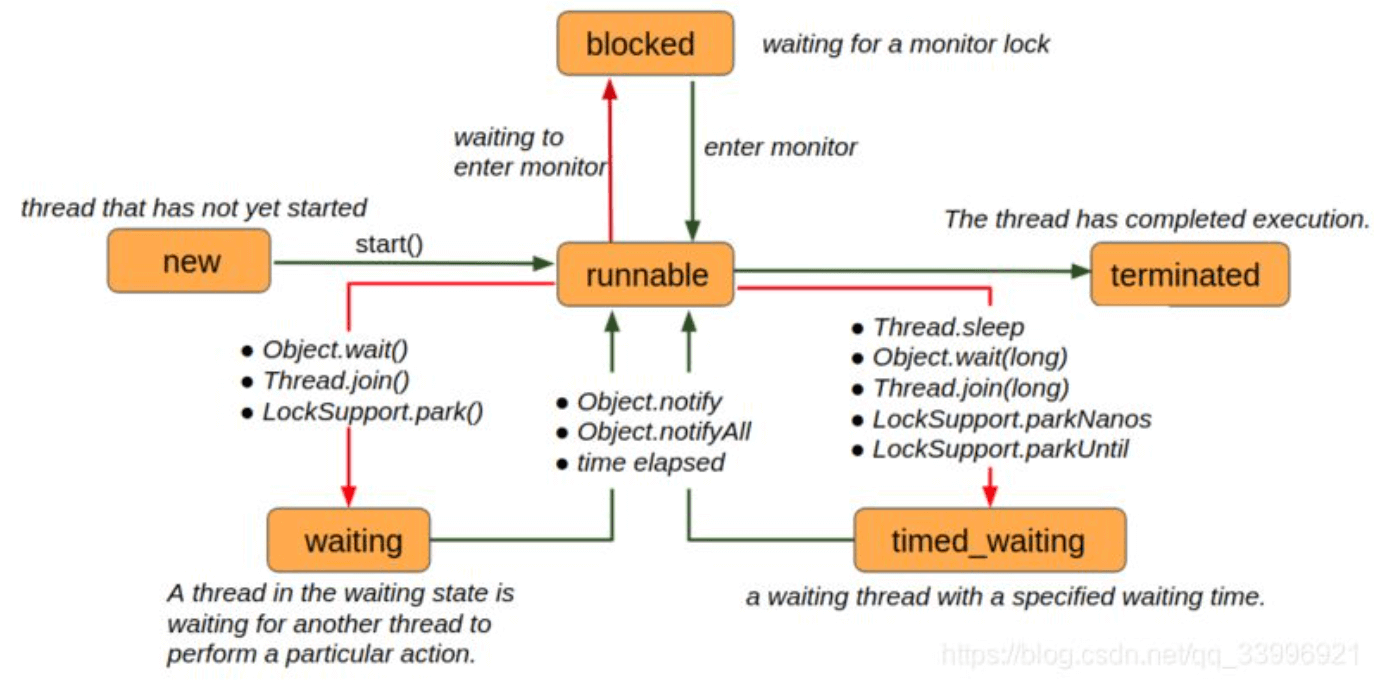 blocked
waiting for a monitor lock
waiting to
enter monitor
enter monitor
thread that has not yet started
The thread has completed execution.
new
start()
runnable
terminated
● Object.wait()
● Thread.join()
● LockSupport.park()
● Object.notify
● Object.notifyAll
● time elapsed
● Thread.sleep
● Object.wait(long)
● Thread.join(long)
● LockSupport.parkNanos
● LockSupport.parkUntil
waiting
timed_waiting
A thread in the waiting state is
waiting for another thread to
perform a particular action.
a waiting thread with a specified waiting time.
https://blog.csdn.net/qq_33996921